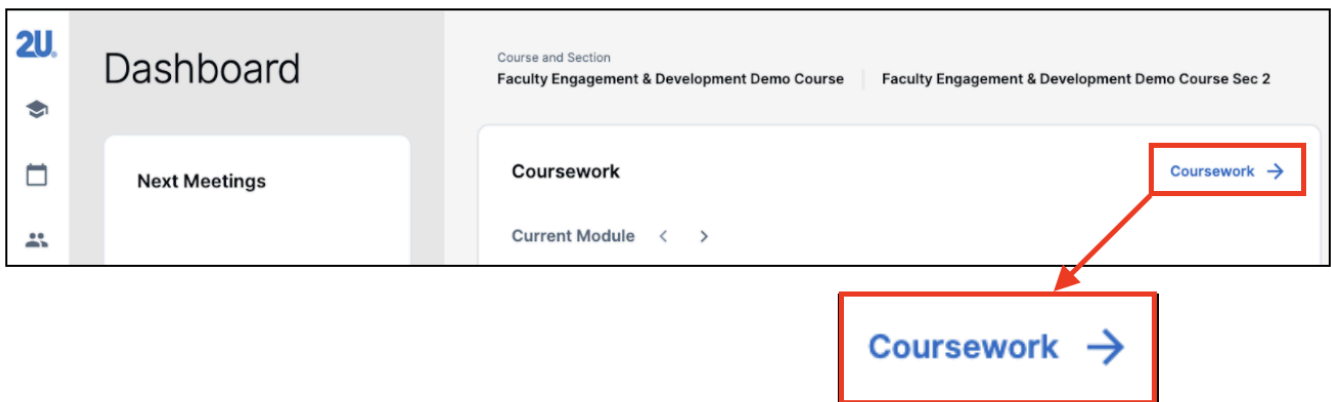 2U.
Dashboard
Course and Section
Faculty Engagement & Development Demo Course
Faculty Engagement & Development Demo Course Sec 2
Next Meetings
Coursework
Coursework →
Current Module < >
Coursework →